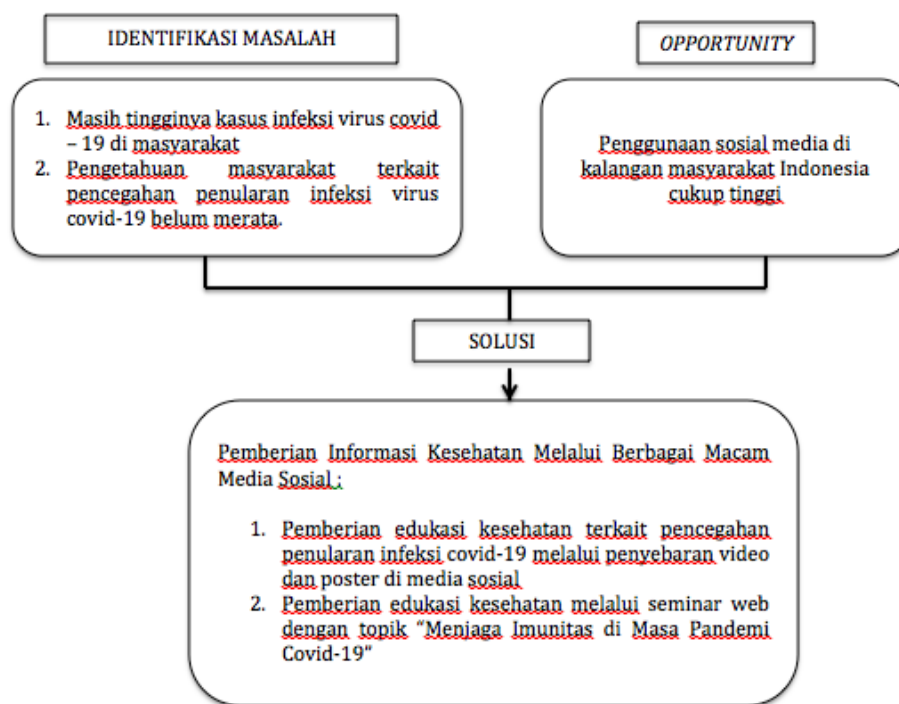 IDENTIFIKASI MASALAH
OPPORTUNITY
1. Masih tingginya kasus infeksi virus covid
– 19 di masyarakat
2. Pengetahuan masyarakat terkait
pencegahan penularan infeksi virus
covid-19 belum merata.
Penggunaan sosial media di
kalangan masyarakat Indonesia
cukup tinggi
SOLUSI
Pemberian Informasi Kesehatan Melalui Berbagai Macam
Media Sosial ;
1. Pemberian edukasi kesehatan terkait pencegahan
penularan infeksi covid-19 melalui penyebaran video
dan poster di media sosial
2. Pemberian edukasi kesehatan melalui seminar web
dengan topik “Menjaga Imunitas di Masa Pandemi
Covid-19”